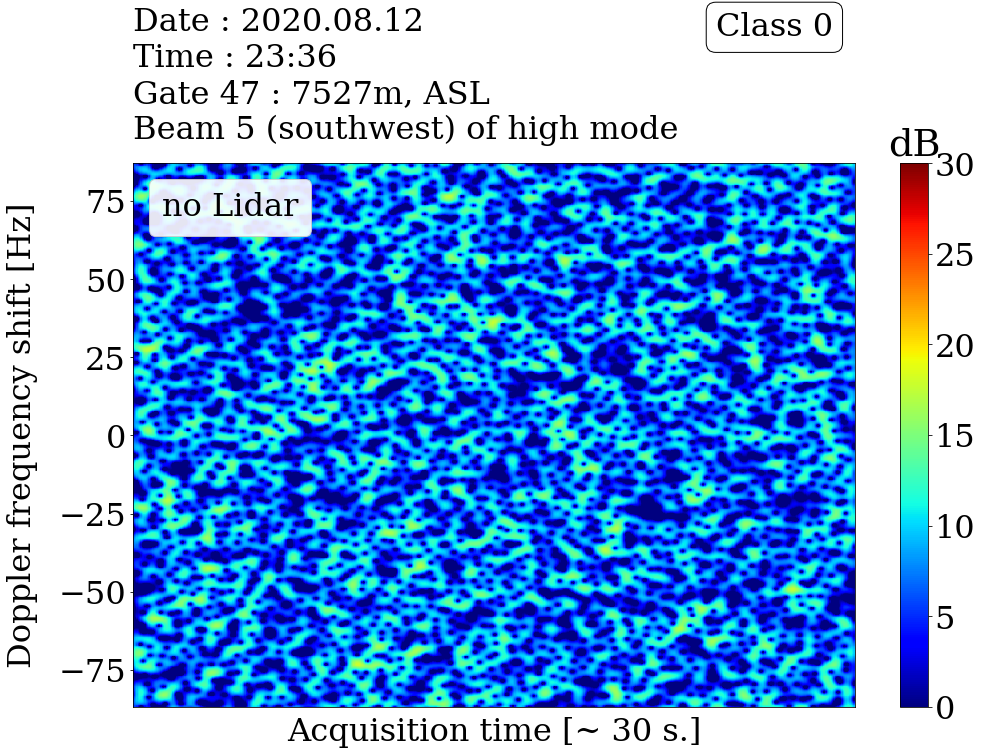 Date : 2020.08.12
Time : 23:36
Gate 47 : 7527m, ASL
Beam 5 (southwest) of high mode
Class 0
dB
no Lidar
Doppler frequency shift [Hz]
75
50
25
0
−25
−50
−75
30
25
20
15
10
5
0
Acquisition time [~ 30 s.]